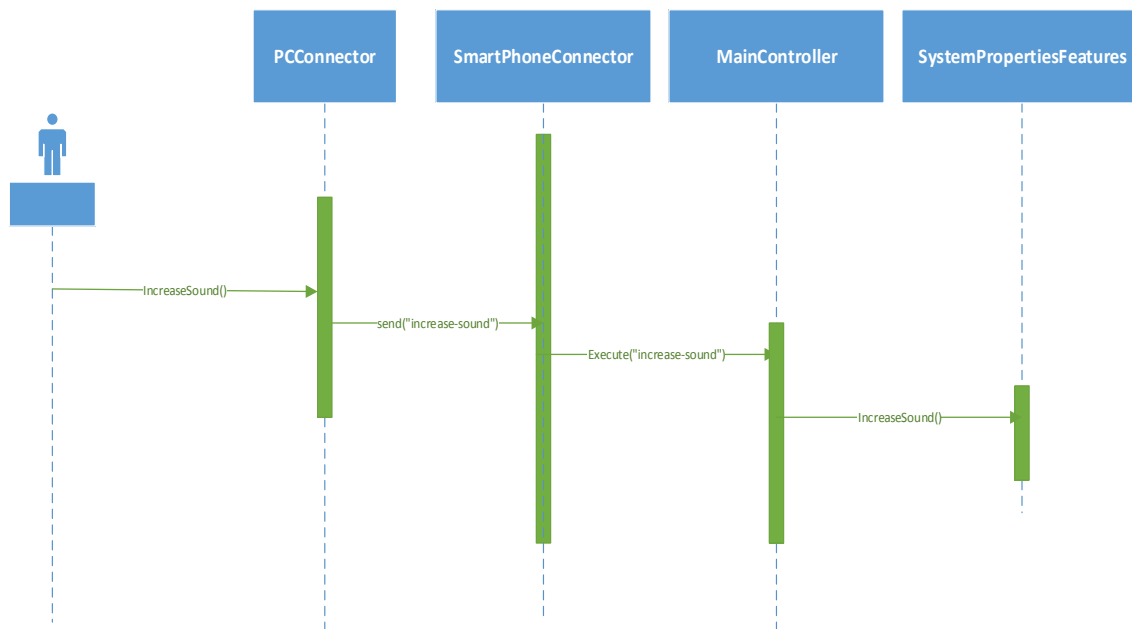 PCConnector
SmartPhoneConnector
MainController
SystemPropertiesFeatures
IncreaseSound()
send("increase-sound")
Execute("increase-sound")
IncreaseSound()